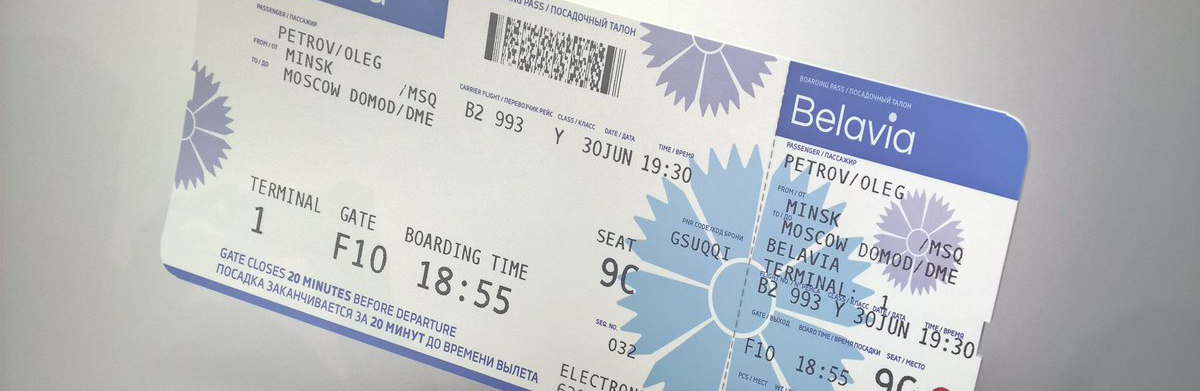 PASSENGER / ПАССАЖИР
PETROV/OLEG
FROM / ОТ
MINSK /MSQ
TO / ДО
MOSCOW DOMOD/DME
PASS / ПОСАДОЧНЫЙ ТАЛОН
CARRIER FLIGHT / ПЕРЕВОЗЧИК РЕЙС CLASS / КЛАСС DATE / ДАТА TIME / ВРЕМЯ
B2 993 Y 30JUN 19:30
PNR CODE / КОД БРОНИ
GSUQQI
TERMINAL GATE BOARDING TIME SEAT
1 F10 18:55 9C
GATE CLOSES 20 MINUTES BEFORE DEPARTURE
ПОСАДКА ЗАКАНЧИВАЕТСЯ ЗА 20 МИНУТ ДО ВРЕМЕНИ ВЫЛЕТА
SEQ. NO.
032
BOARDING PASS / ПОСАДОЧНЫЙ ТАЛОН
Belavia
PASSENGER / ПАССАЖИР
PETROV/OLEG
FROM / ОТ
MINSK /MSQ
TO / ДО
MOSCOW DOMOD/DME
BELAVIA
TERMINAL: 1
CLASS / КЛАСС DATE / ДАТА TIME / ВРЕМЯ
B2 993 Y 30JUN 19:30
GATE / ВЫХОД BOARD TIME / ВРЕМЯ ПОСАДКИ SEAT / МЕСТО
F10 18:55 9C
PCS / МЕСТ